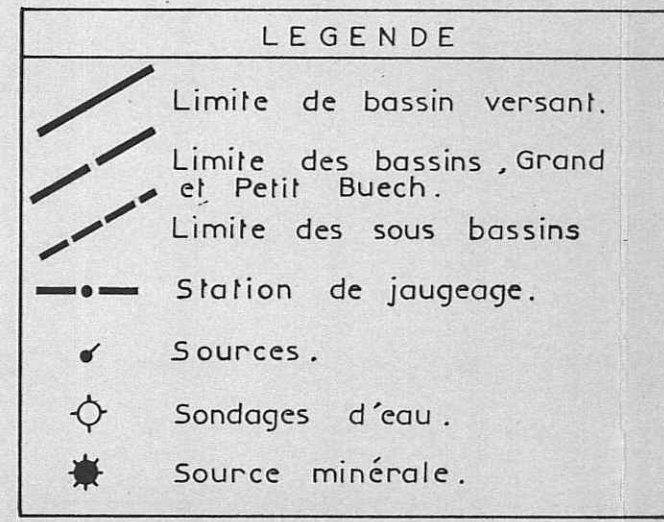 LEGENDE
Limite de bassin versant.
Limite des bassins, Grand
et Petit Buech.
Limite des sous bassins
Station de jaugeage.
Sources.
Sondages d'eau.
Source minérale.